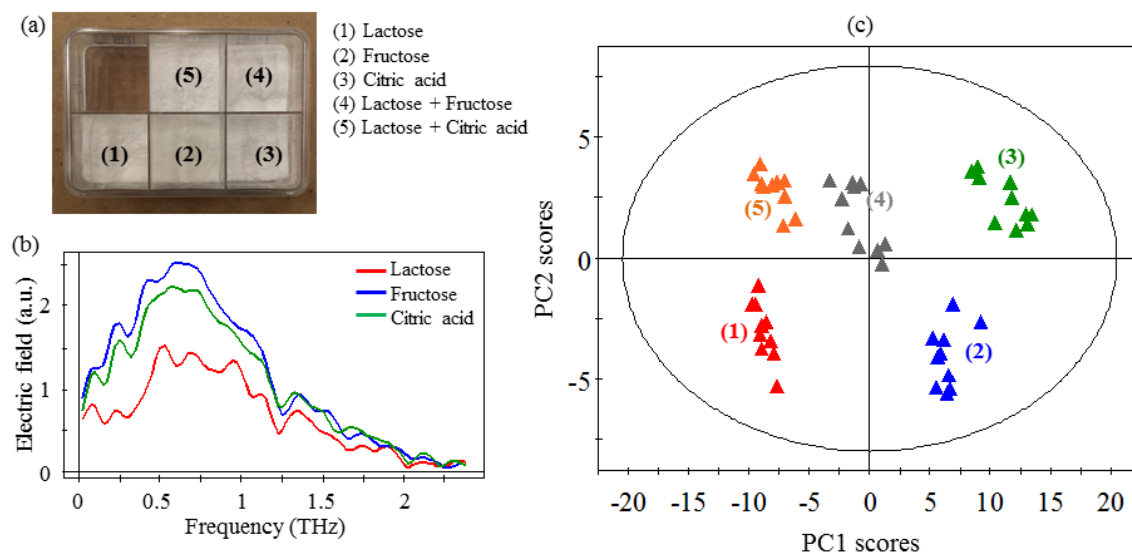 (a)
(5)
(4)
(1)
(2)
(3)
(1) Lactose
(2) Fructose
(3) Citric acid
(4) Lactose + Fructose
(5) Lactose + Citric acid
(b)
Electric field (a.u.)
2
1
0
Lactose
Fructose
Citric acid
0
0.5
1
1.5
2
Frequency (THz)
(c)
PC2 scores
5
0
-5
(5)
(4)
(3)
(1)
(2)
-20
-15
-10
-5
0
5
10
15
20
PC1 scores